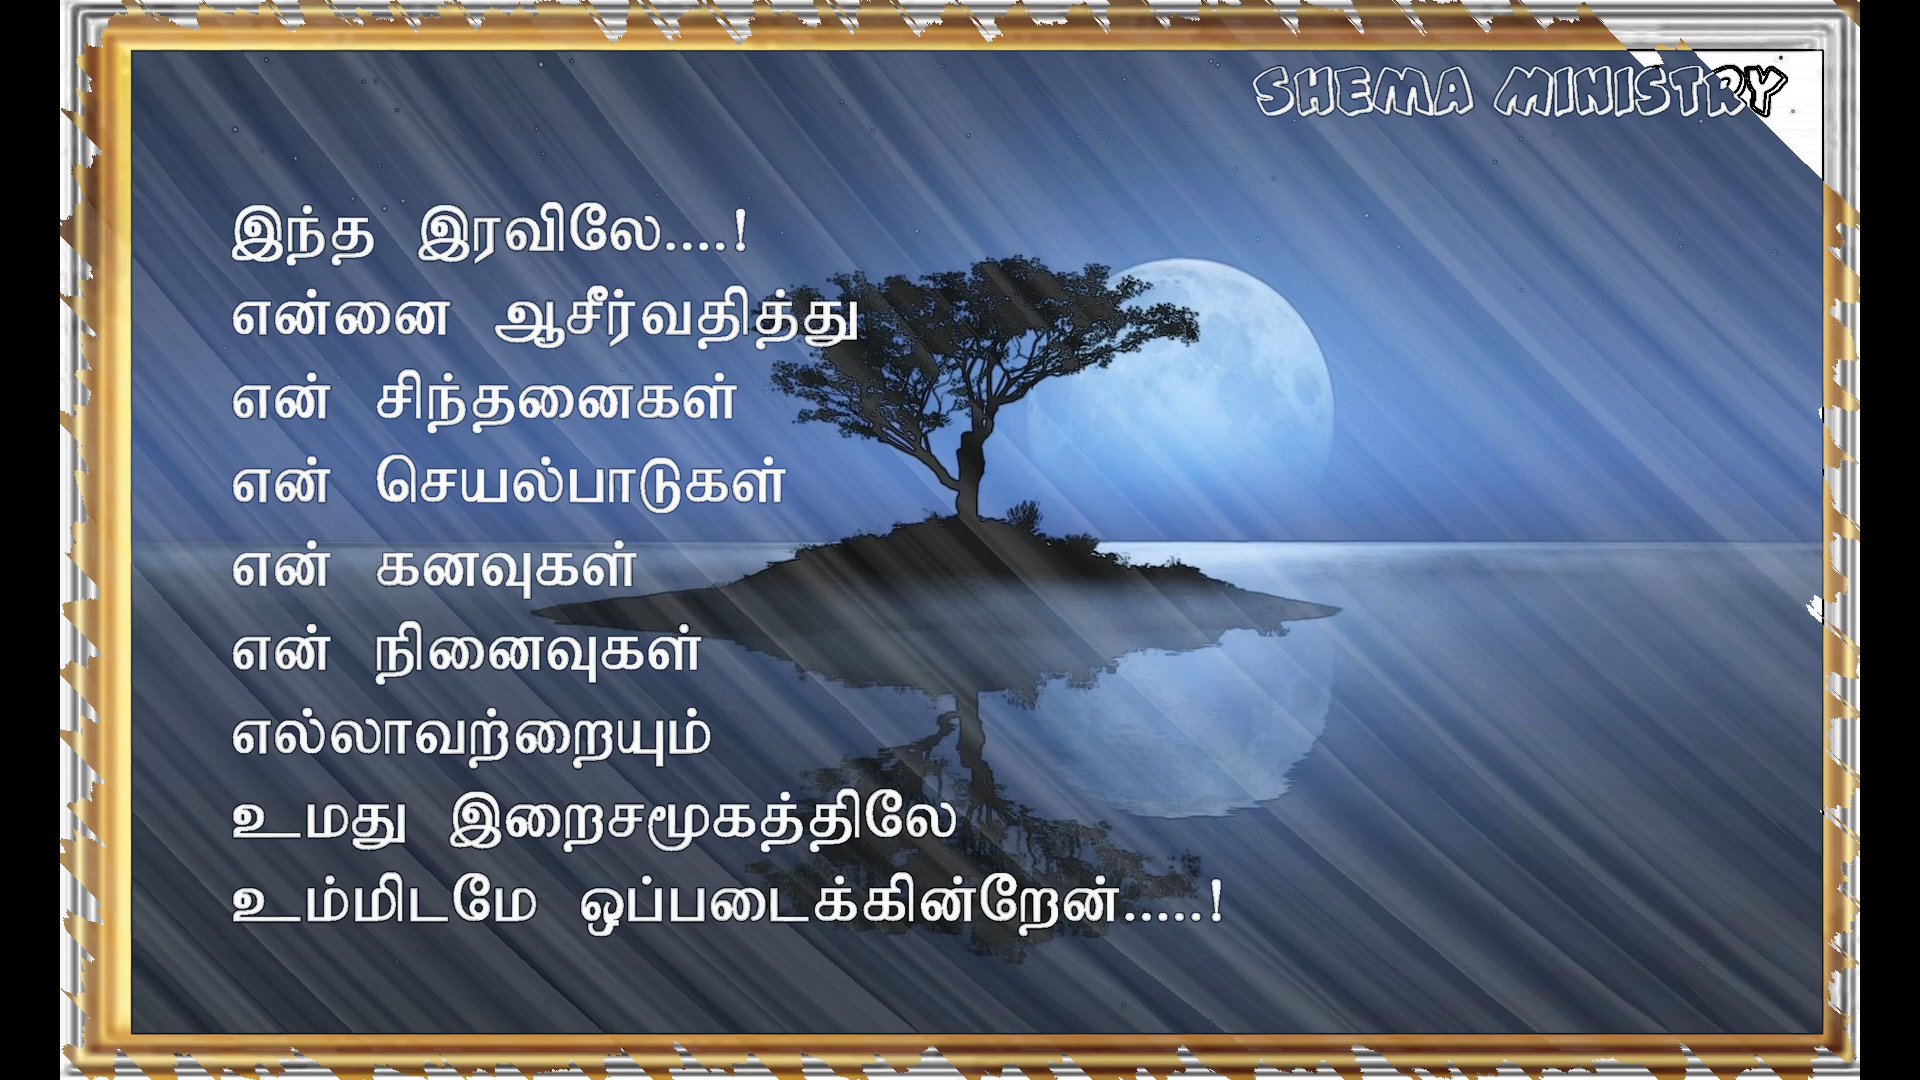 SHEMA MINISTRY
இந்த இரவிலே....!
என்னை ஆசீர்வதித்து
என் சிந்தனைகள்
என் செயல்பாடுகள்
என் கனவுகள்
என் நினைவுகள்
எல்லாவற்றையும்
உமது இறைசமூகத்திலே
உம்மிடமே ஒப்படைக்கின்றேன்.....!